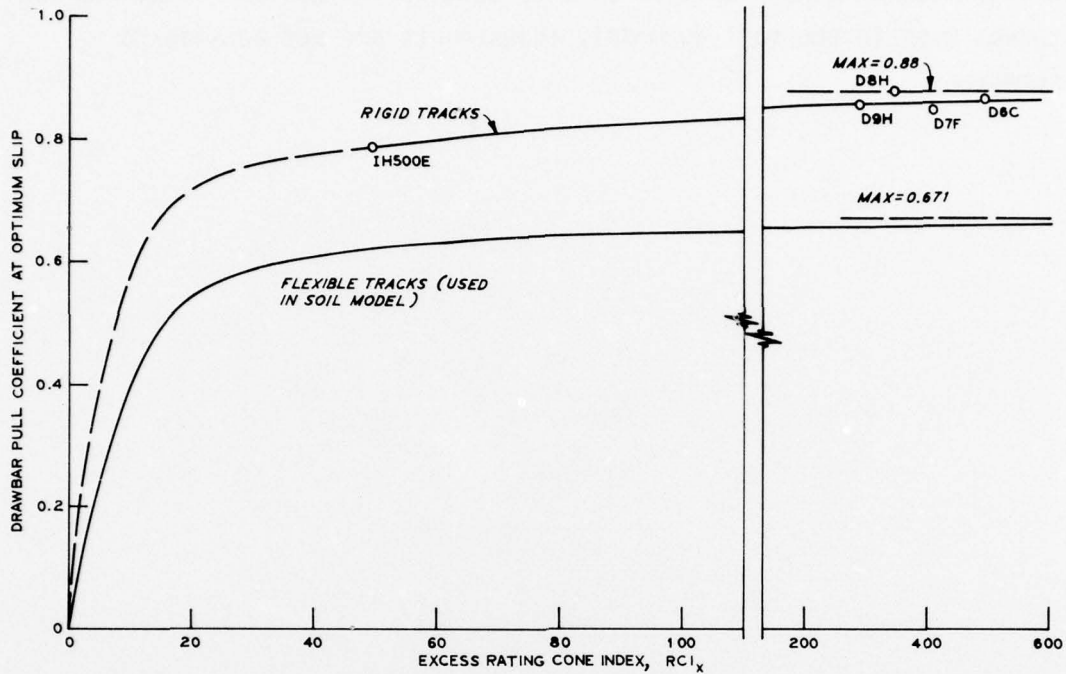 1.0
0.8
0.6
0.4
0.2
0
DRAWBAR PULL COEFFICIENT AT OPTIMUM SLIP
RIGID TRACKS
IH500E
FLEXIBLE TRACKS (USED
IN SOIL MODEL)
MAX=0.88
D8H
D9H
D7F
D6C
MAX=0.671
0
20
40
60
80
100
200
400
600
EXCESS RATING CONE INDEX, RCIx